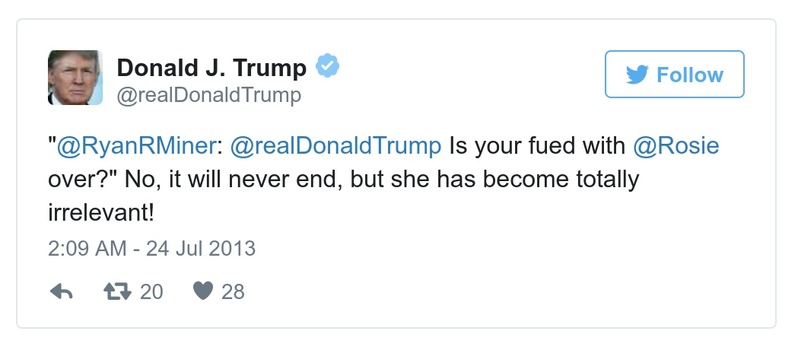 Donald J. Trump
@realDonaldTrump
Follow
"@RyanRMiner: @realDonaldTrump Is your fued with @Rosie
over?" No, it will never end, but she has become totally
irrelevant!
2:09 AM - 24 Jul 2013
20 28